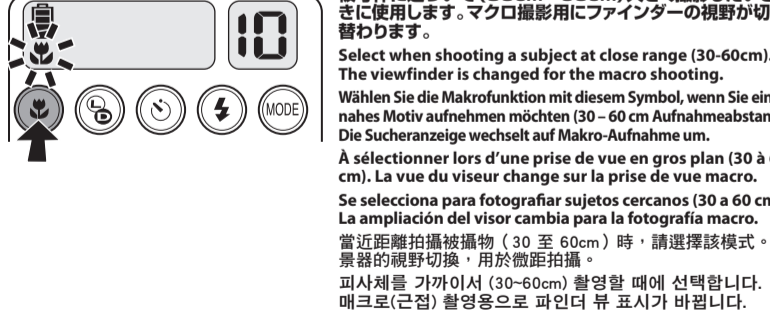 10
MODE
きに使用します。マクロ撮影用にファインダーの視野が切
替わります。
Select when shooting a subject at close range (30-60cm).
The viewfinder is changed for the macro shooting.
Wählen Sie die Makrofunktion mit diesem Symbol, wenn Sie ein
nahes Motiv aufnehmen möchten (30 – 60 cm Aufnahmeabstan
Die Sucheranzeige wechselt auf Makro-Aufnahme um.
À sélectionner lors d'une prise de vue en gros plan (30 à
cm). La vue du viseur change sur la prise de vue macro.
Se selecciona para fotografiar sujetos cercanos (30 a 60 cm
La ampliación del visor cambia para la fotografía macro.
當近距離拍攝被攝物（30 至 60cm）時，請選擇該模式。
景器的視野切換，用於微距拍攝。
피사체를 가까이서 (30~60cm) 촬영할 때에 선택합니다.
매크로(근접) 촬영용으로 파인더 뷰 표시가 바뀝니다.